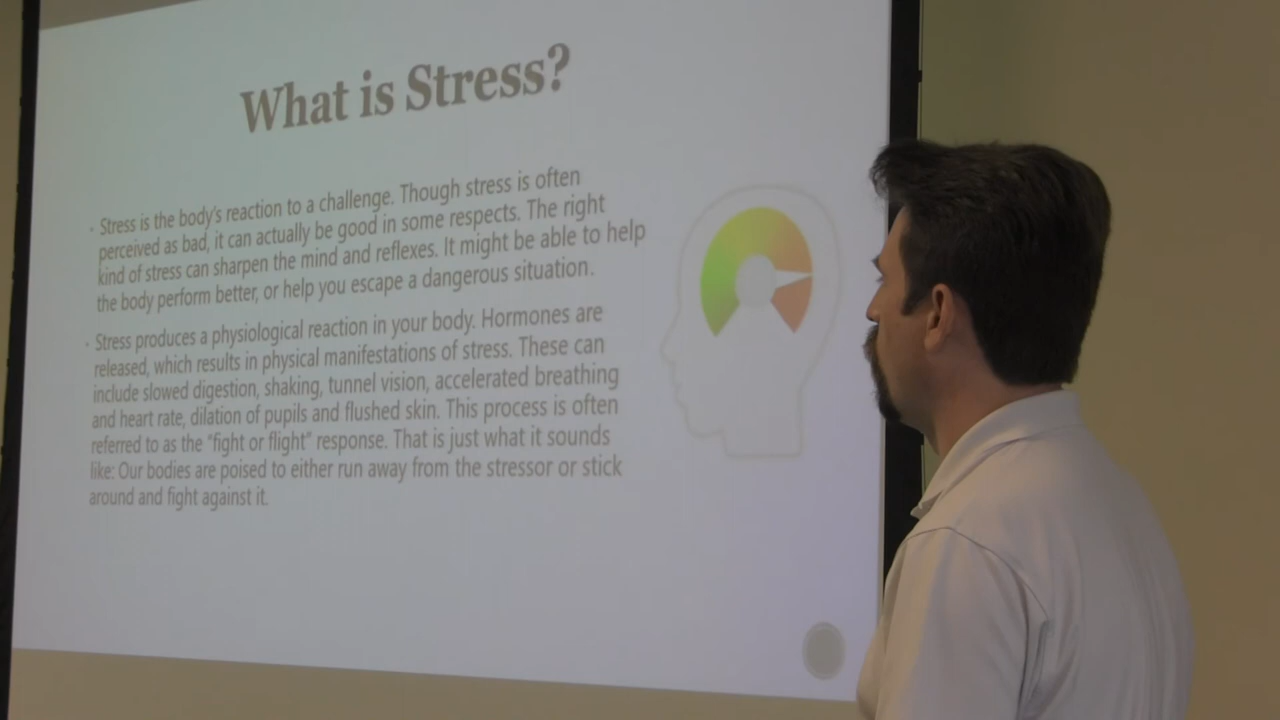 What is Stress?
Stress is the body's reaction to a challenge. Though stress is often
perceived as bad, it can actually be good in some respects. The right
kind of stress can sharpen the mind and reflexes. It might be able to help
the body perform better, or help you escape a dangerous situation.
Stress produces a physiological reaction in your body. Hormones are
released, which results in physical manifestations of stress. These can
include slowed digestion, shaking, tunnel vision, accelerated breathing
and heart rate, dilation of pupils and flushed skin. This process is often
referred to as the "fight or flight" response. That is just what it sounds
like: Our bodies are poised to either run away from the stressor or stick
around and fight against it.